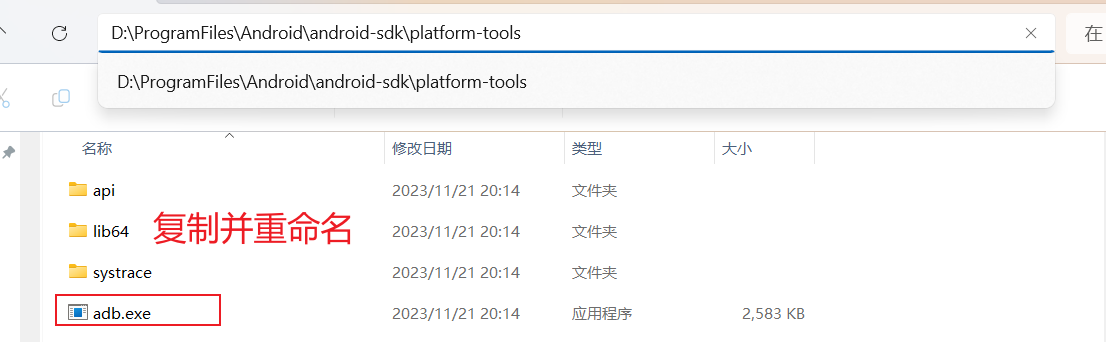 D:\ProgramFiles\Android\android-sdk\platform-tools
在
D:\ProgramFiles\Android\android-sdk\platform-tools
名称 修改日期 类型 大小
api 2023/11/21 20:14 文件夹
lib64 复制并重命名 2023/11/21 20:14 文件夹
systrace 2023/11/21 20:14 文件夹
adb.exe 2023/11/21 20:14 应用程序 2,583 KB